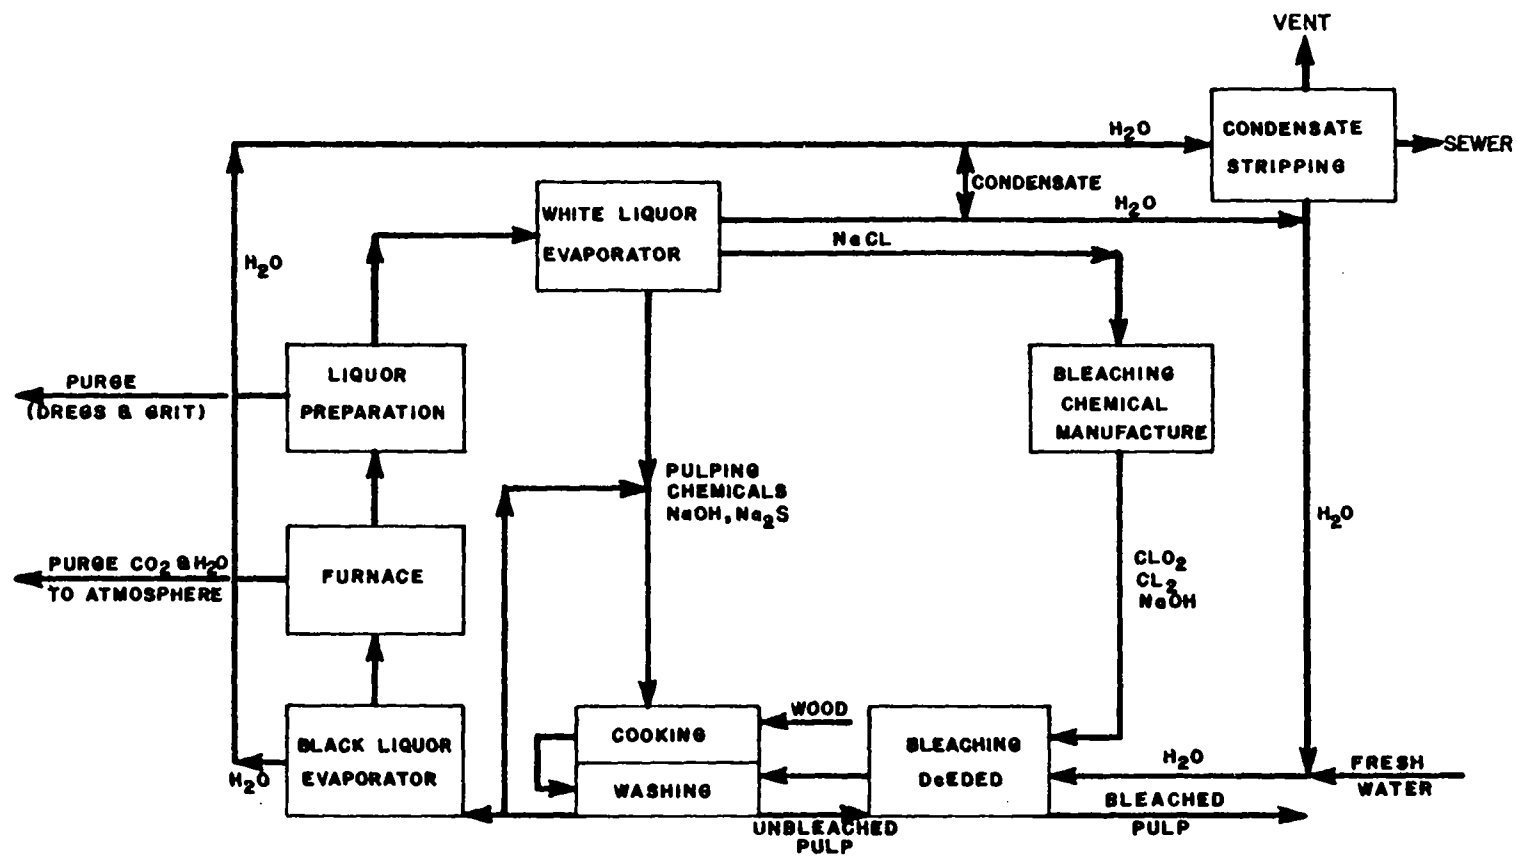 VENT
CONDENSATE
STRIPPING
SEWER
H2O
CONDENSATE
H2O
WHITE LIQUOR
EVAPORATOR
NaCL
H2O
LIQUOR
PREPARATION
PURGE
(DREGS & GRIT)
BLEACHING
CHEMICAL
MANUFACTURE
PULPING
CHEMICALS
NaOH, Na2S
H2O
PURGE CO2 & H2O
TO ATMOSPHERE
FURNACE
CLO2
CL2
NaOH
BLACK LIQUOR
EVAPORATOR
H2O
COOKING
WASHING
WOOD
BLEACHING
DcEDED
H2O
FRESH
WATER
UNBLEACHED
PULP
BLEACHED
PULP